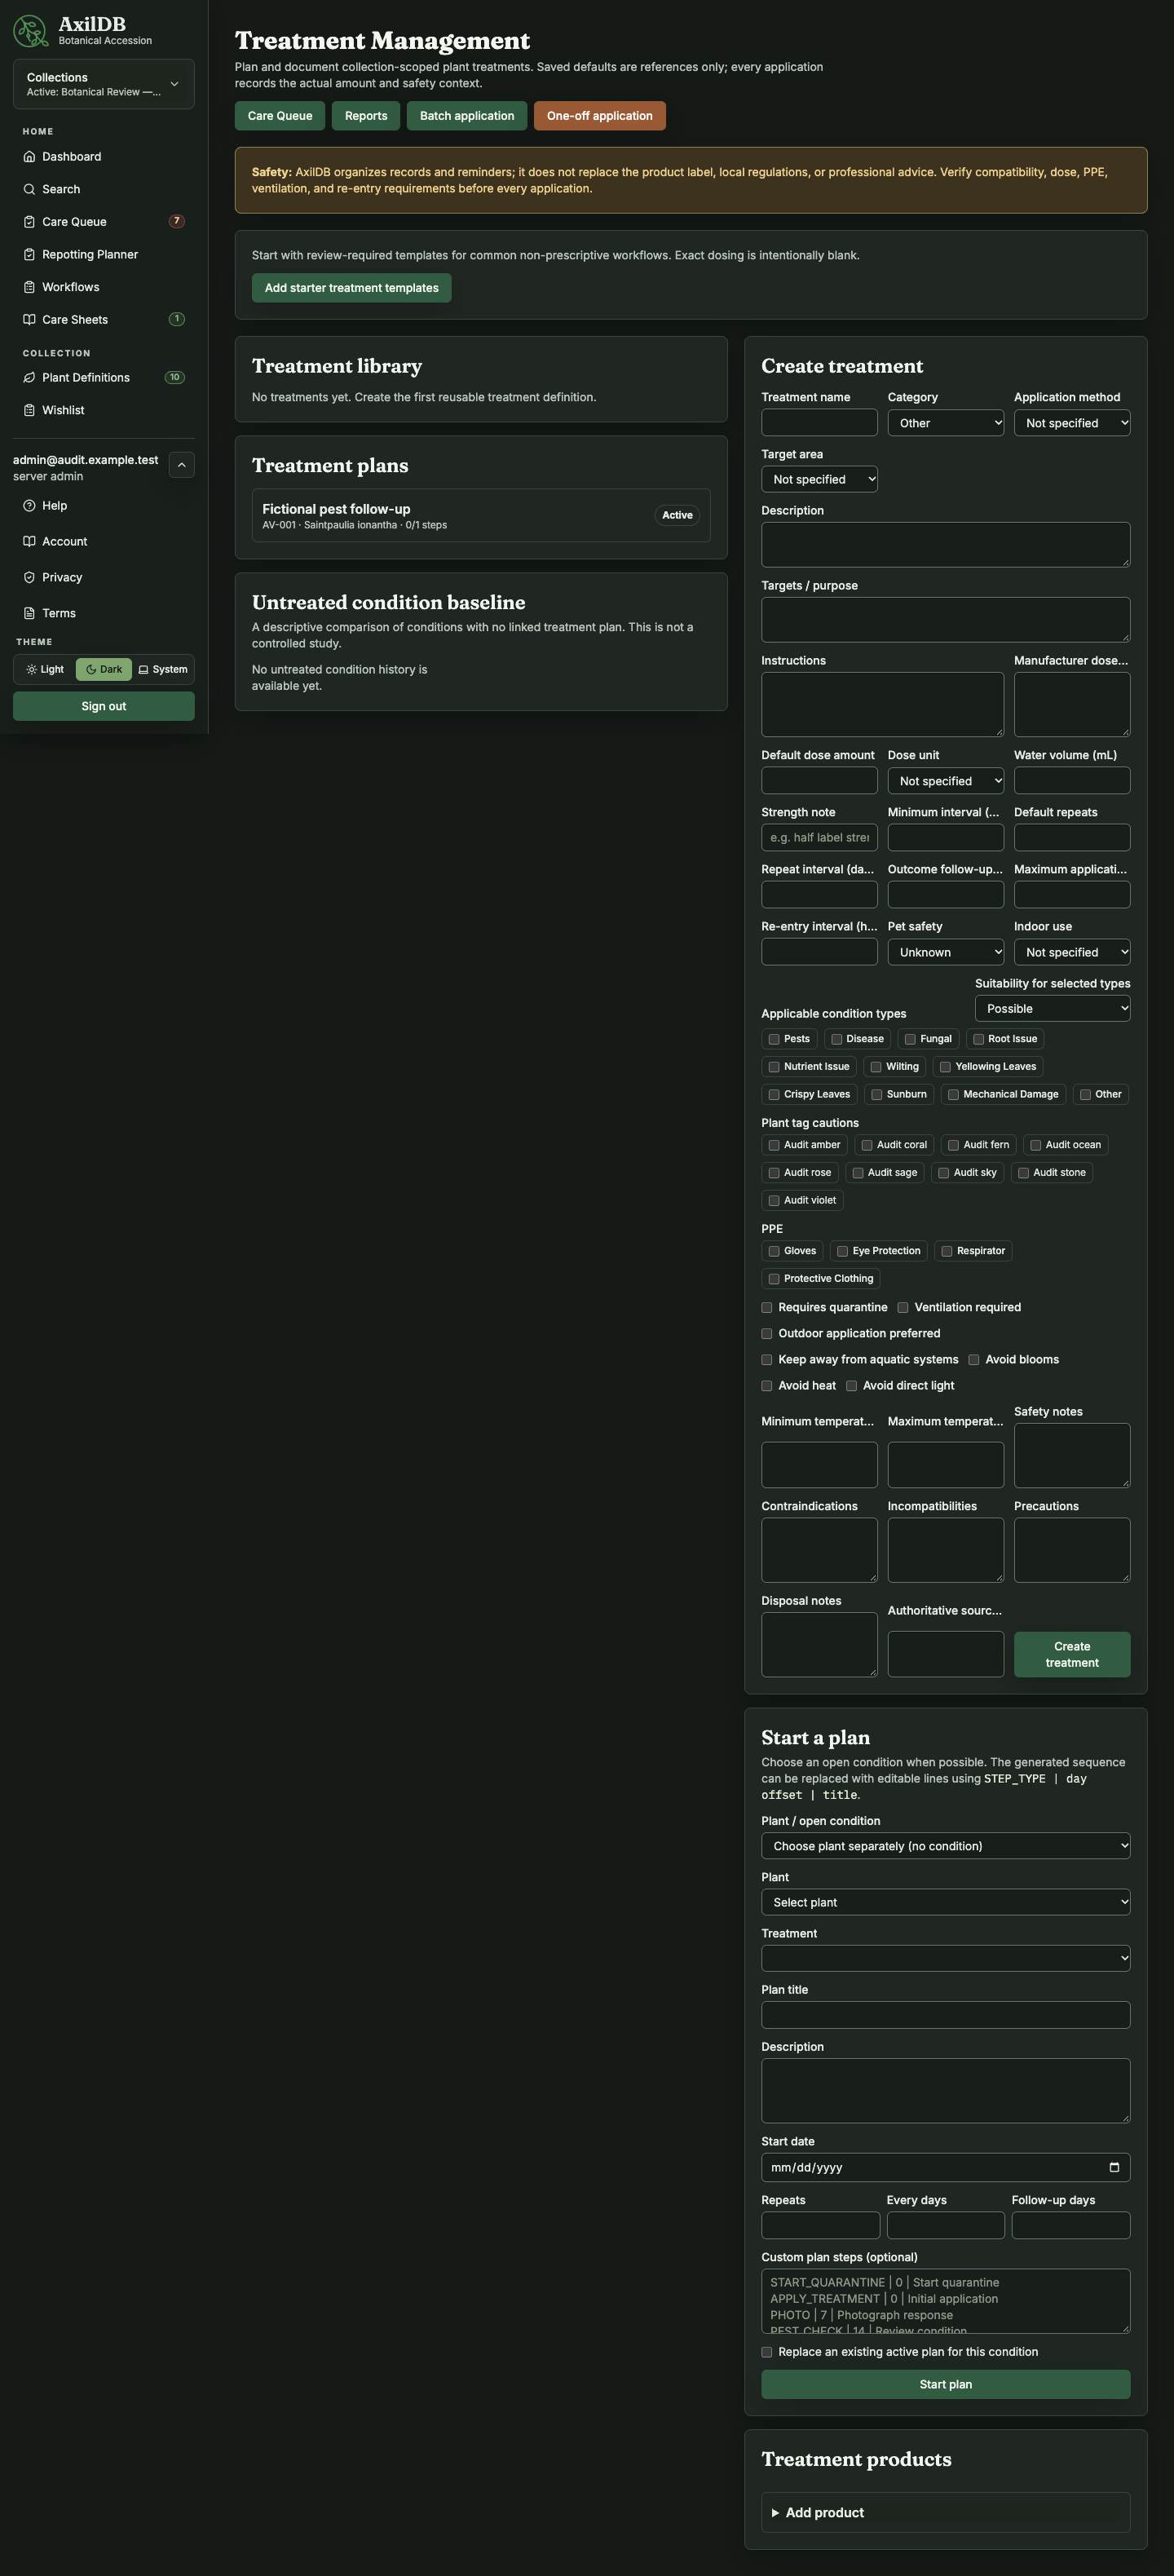 AxilDB
Botanical Accession
Collections
Active: Botanical Review —...
HOME
Dashboard
Search
Care Queue
7
Repotting Planner
Workflows
Care Sheets
1
COLLECTION
Plant Definitions
10
Wishlist
admin@audit.example.test
server admin
Help
Account
Privacy
Terms
THEME
Light
Dark
System
Sign out
Treatment Management
Plan and document collection-scoped plant treatments. Saved defaults are references only; every application
records the actual amount and safety context.
Care Queue
Reports
Batch application
One-off application
Safety: AxilDB organizes records and reminders; it does not replace the product label, local regulations, or professional advice. Verify compatibility, dose, PPE,
ventilation, and re-entry requirements before every application.
Start with review-required templates for common non-prescriptive workflows. Exact dosing is intentionally blank.
Add starter treatment templates
Treatment library
No treatments yet. Create the first reusable treatment definition.
Treatment plans
Fictional pest follow-up
AV-001 · Saintpaulia ionantha · 0/1 steps
Active
Untreated condition baseline
A descriptive comparison of conditions with no linked treatment plan. This is not a
controlled study.
No untreated condition history is
available yet.
Create treatment
Treatment name
Category
Application method
Other
Not specified
Target area
Not specified
Description
Targets / purpose
Instructions
Manufacturer dose...
Default dose amount
Dose unit
Water volume (mL)
Not specified
Strength note
Minimum interval (...
Default repeats
e.g. half label stren
Repeat interval (da...
Outcome follow-up...
Maximum applicati...
Re-entry interval (h...
Pet safety
Indoor use
Unknown
Not specified
Suitability for selected types
Applicable condition types
Possible
Pests
Disease
Fungal
Root Issue
Nutrient Issue
Wilting
Yellowing Leaves
Crispy Leaves
Sunburn
Mechanical Damage
Other
Plant tag cautions
Audit amber
Audit coral
Audit fern
Audit ocean
Audit rose
Audit sage
Audit sky
Audit stone
Audit violet
PPE
Gloves
Eye Protection
Respirator
Protective Clothing
Requires quarantine
Ventilation required
Outdoor application preferred
Keep away from aquatic systems
Avoid blooms
Avoid heat
Avoid direct light
Minimum temperat...
Maximum temperat...
Safety notes
Contraindications
Incompatibilities
Precautions
Disposal notes
Authoritative sourc...
Create
treatment
Start a plan
Choose an open condition when possible. The generated sequence
can be replaced with editable lines using STEP_TYPE | day
offset | title.
Plant / open condition
Choose plant separately (no condition)
Plant
Select plant
Treatment
Plan title
Description
Start date
mm/dd/yyyy
Repeats
Every days
Follow-up days
Custom plan steps (optional)
START_QUARANTINE | 0 | Start quarantine
APPLY_TREATMENT | 0 | Initial application
PHOTO | 7 | Photograph response
PEST_CHECK | 14 | Review condition
Replace an existing active plan for this condition
Start plan
Treatment products
Add product